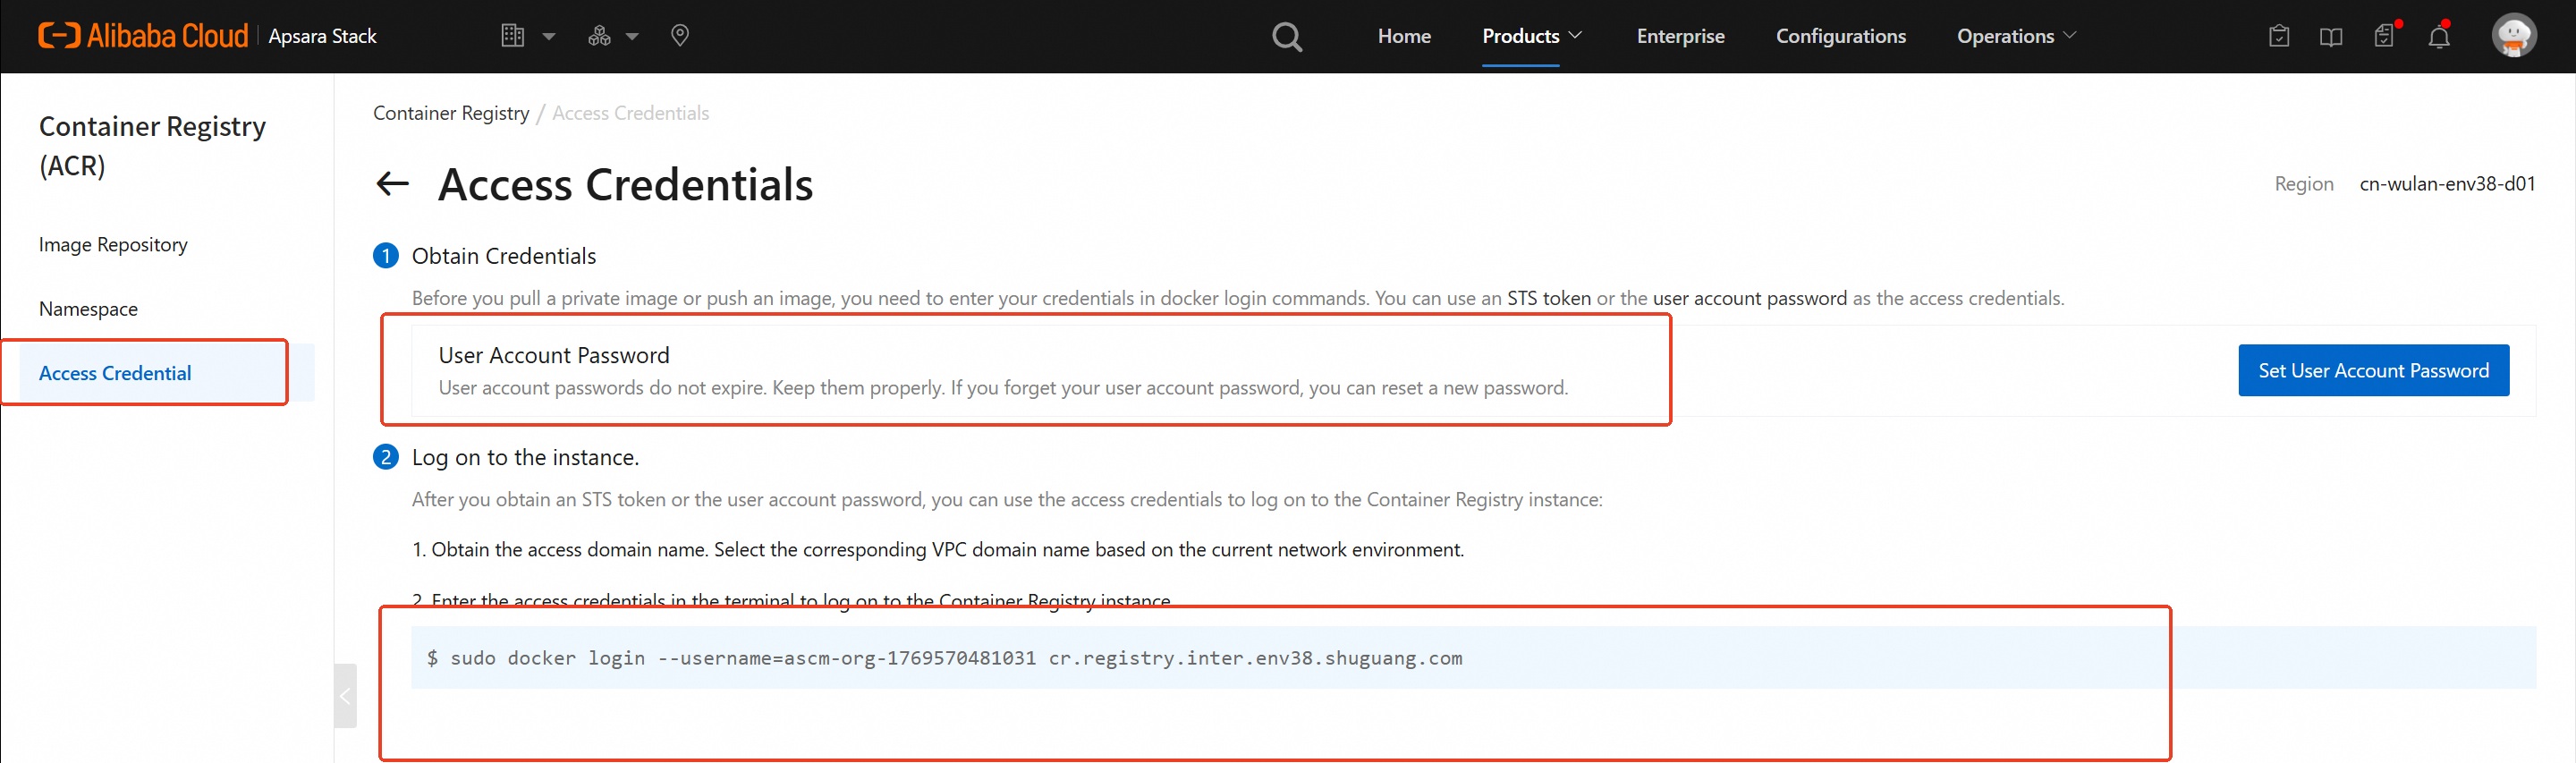 Alibaba Cloud Apsara Stack
Home
Products
Enterprise
Configurations
Operations
Container Registry
(ACR)
Image Repository
Namespace
Access Credential
Container Registry / Access Credentials
Access Credentials
Region cn-wulan-env38-d01
1 Obtain Credentials
Before you pull a private image or push an image, you need to enter your credentials in docker login commands. You can use an STS token or the user account password as the access credentials.
User Account Password
User account passwords do not expire. Keep them properly. If you forget your user account password, you can reset a new password.
Set User Account Password
2 Log on to the instance.
After you obtain an STS token or the user account password, you can use the access credentials to log on to the Container Registry instance:
1. Obtain the access domain name. Select the corresponding VPC domain name based on the current network environment.
2. Enter the access credentials in the terminal to log on to the Container Registry instance
$ sudo docker login --username=ascm-org-1769570481031 cr.registry.inter.env38.shuguang.com